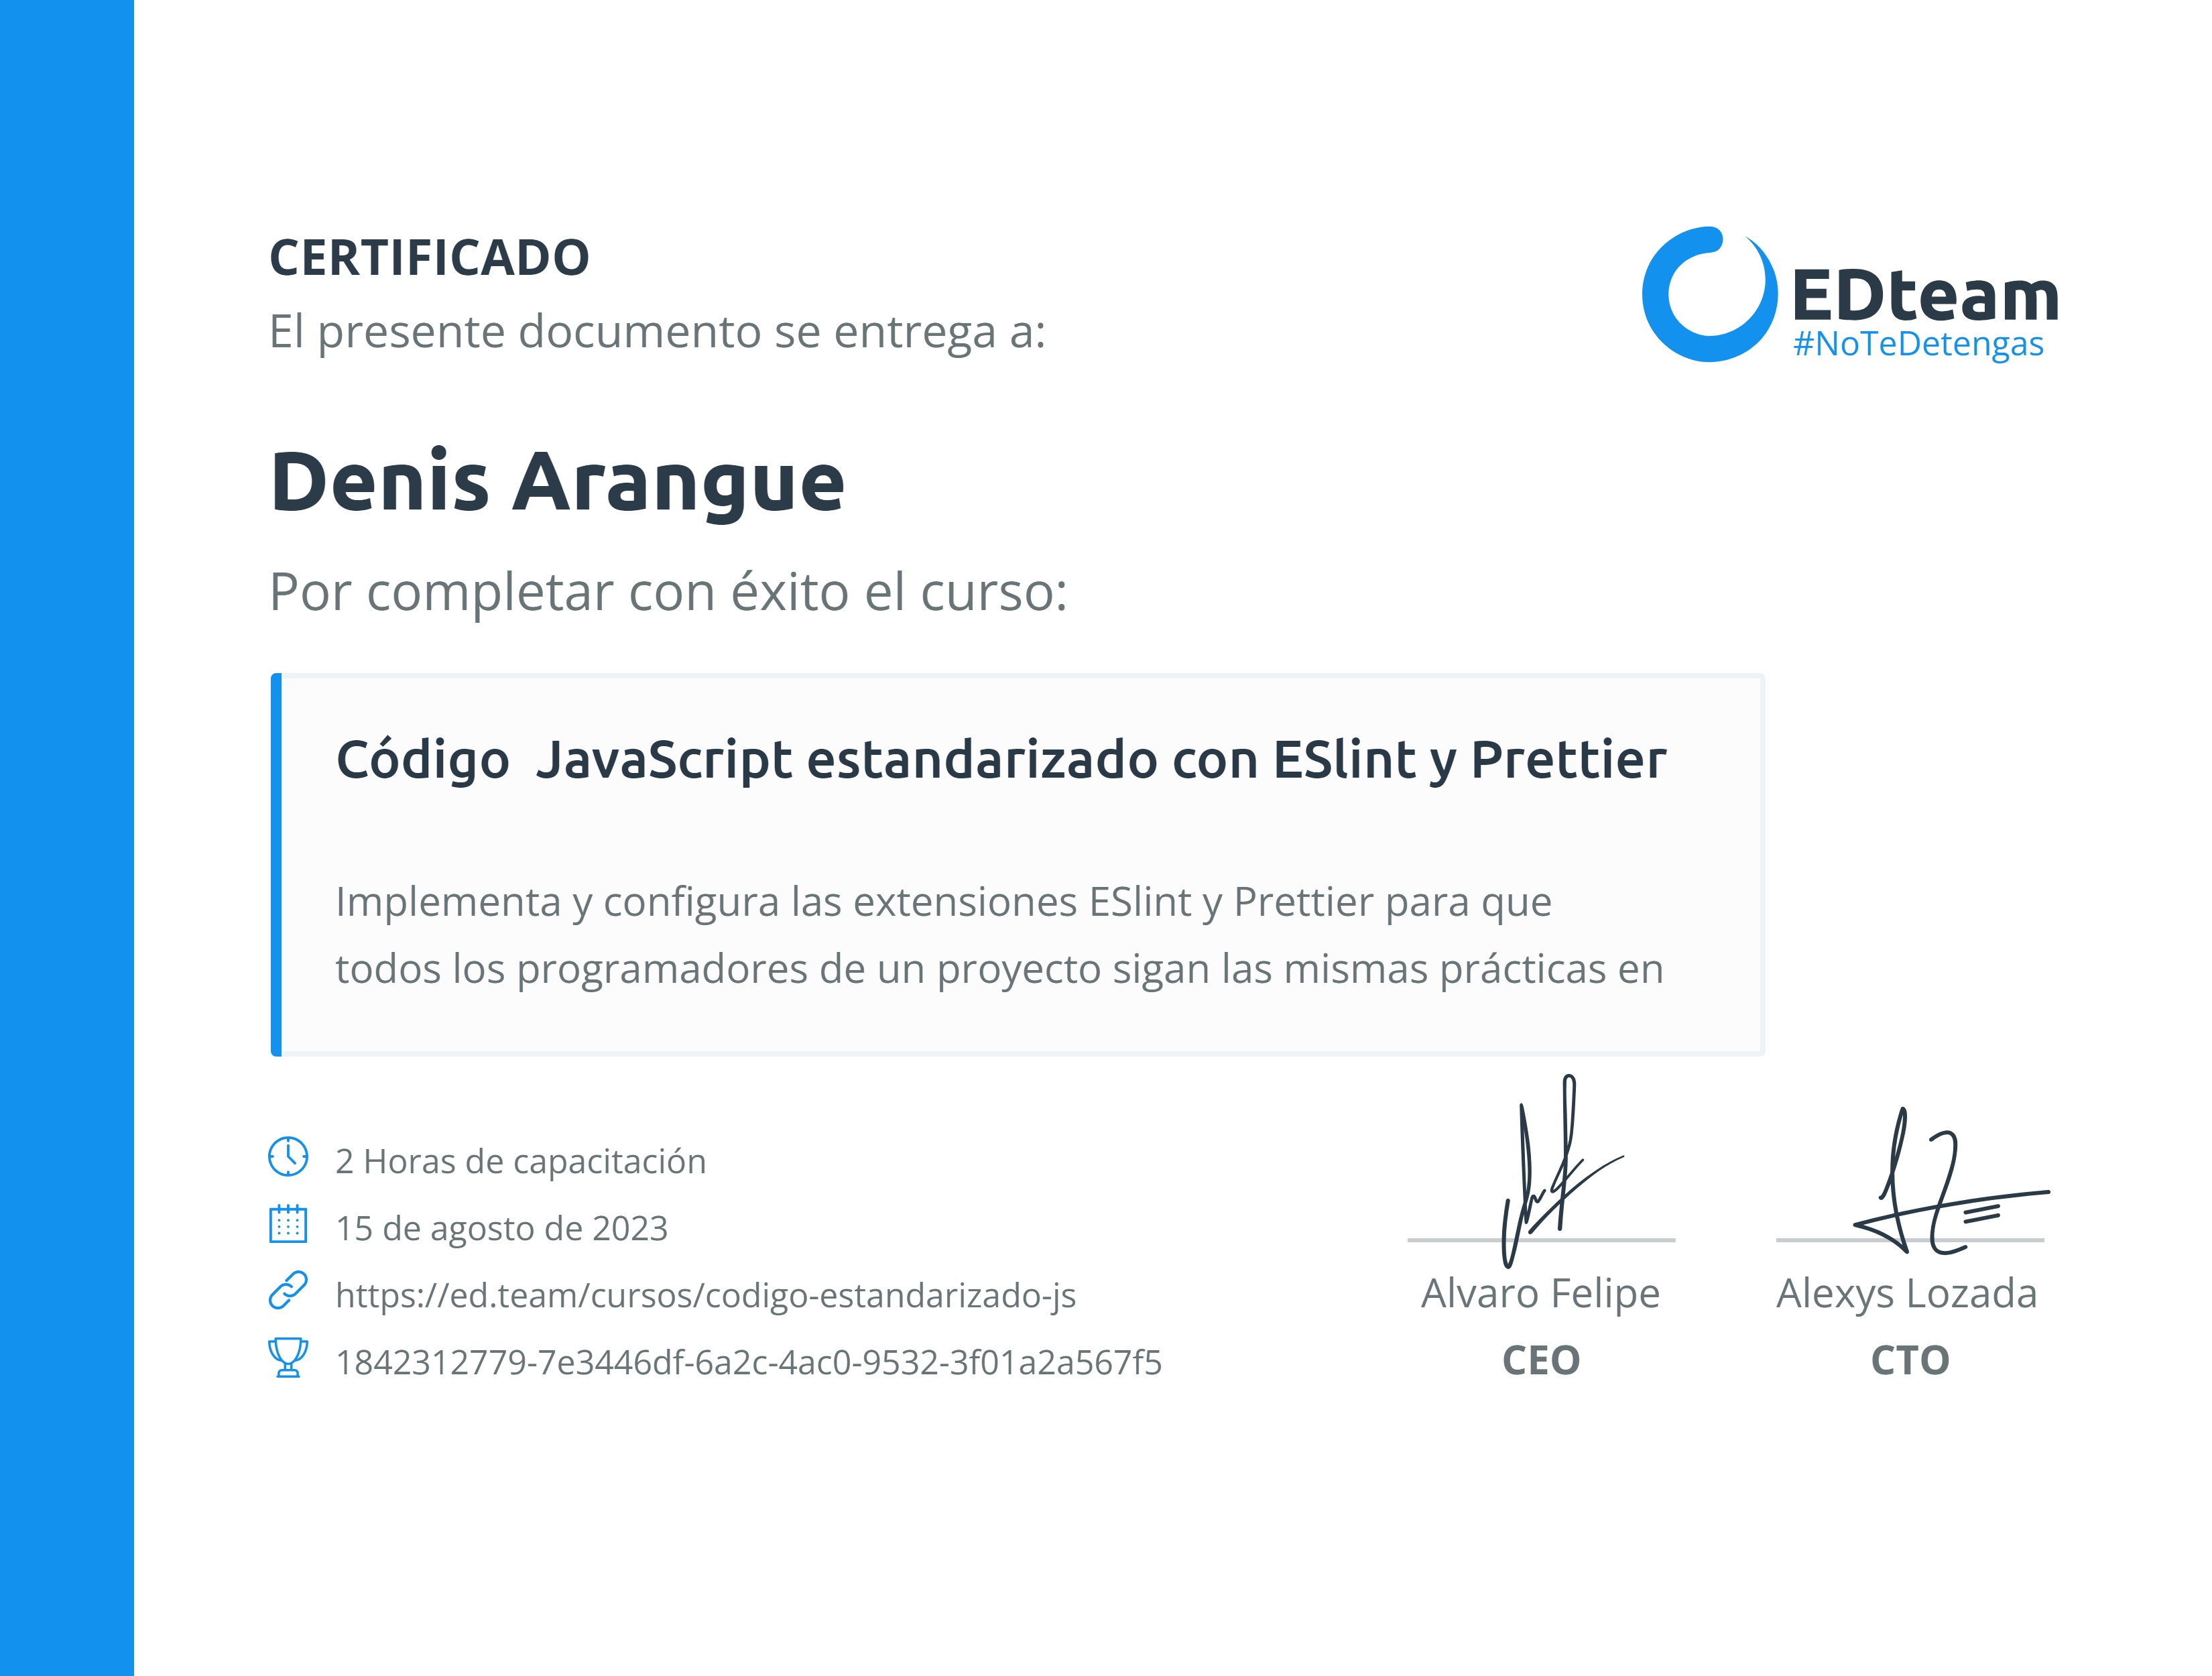 CERTIFICADO
El presente documento se entrega a:
EDteam
#NoTeDetengas
Denis Arangue
Por completar con éxito el curso:
Código  JavaScript estandarizado con ESlint y Prettier
Implementa y configura las extensiones ESlint y Prettier para que
todos los programadores de un proyecto sigan las mismas prácticas en
2 Horas de capacitación
15 de agosto de 2023
https://ed.team/cursos/codigo-estandarizado-js
1842312779-7e3446df-6a2c-4ac0-9532-3f01a2a567f5
Alvaro Felipe
CEO
Alexys Lozada
CTO